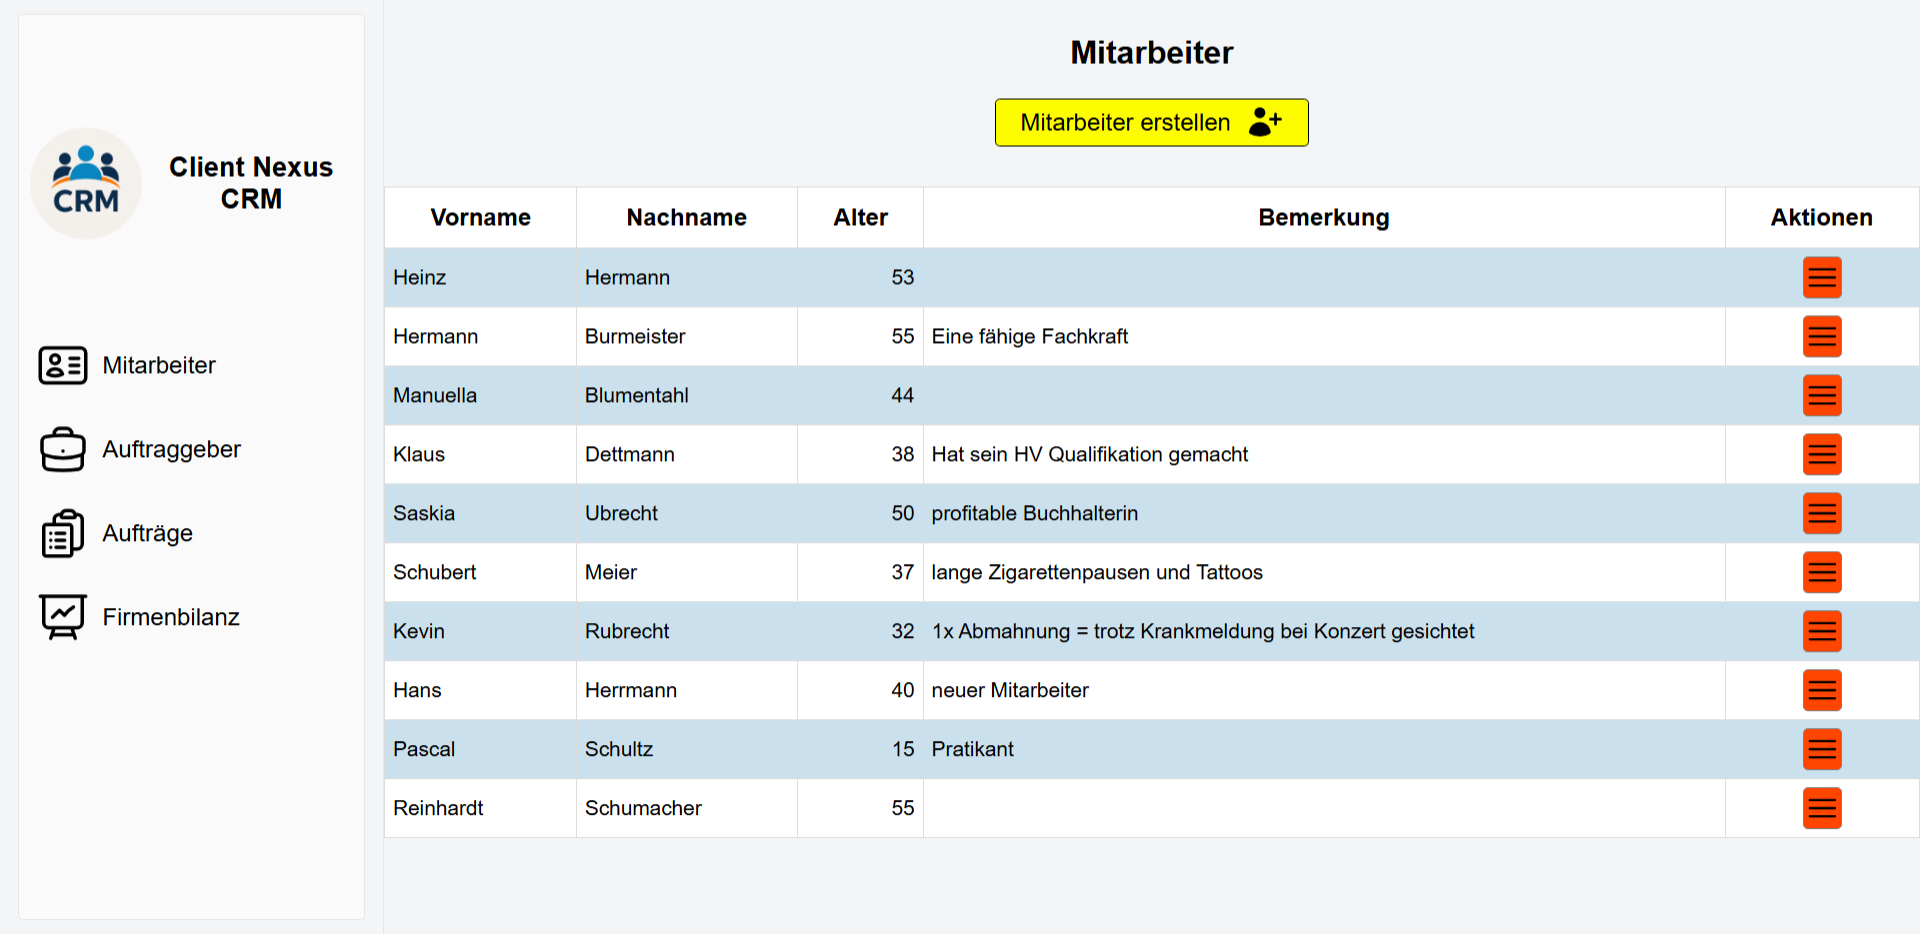 CRM
Client Nexus
CRM
Mitarbeiter
Auftraggeber
Aufträge
Firmenbilanz
Mitarbeiter
Mitarbeiter erstellen
Vorname Nachname Alter Bemerkung Aktionen
Heinz Hermann 53
Hermann Burmeister 55 Eine fähige Fachkraft
Manuella Blumentahl 44
Klaus Dettmann 38 Hat sein HV Qualifikation gemacht
Saskia Ubrecht 50 profitable Buchhalterin
Schubert Meier 37 lange Zigarettenpausen und Tattoos
Kevin Rubrecht 32 1x Abmahnung = trotz Krankmeldung bei Konzert gesichtet
Hans Herrmann 40 neuer Mitarbeiter
Pascal Schultz 15 Pratikant
Reinhardt Schumacher 55